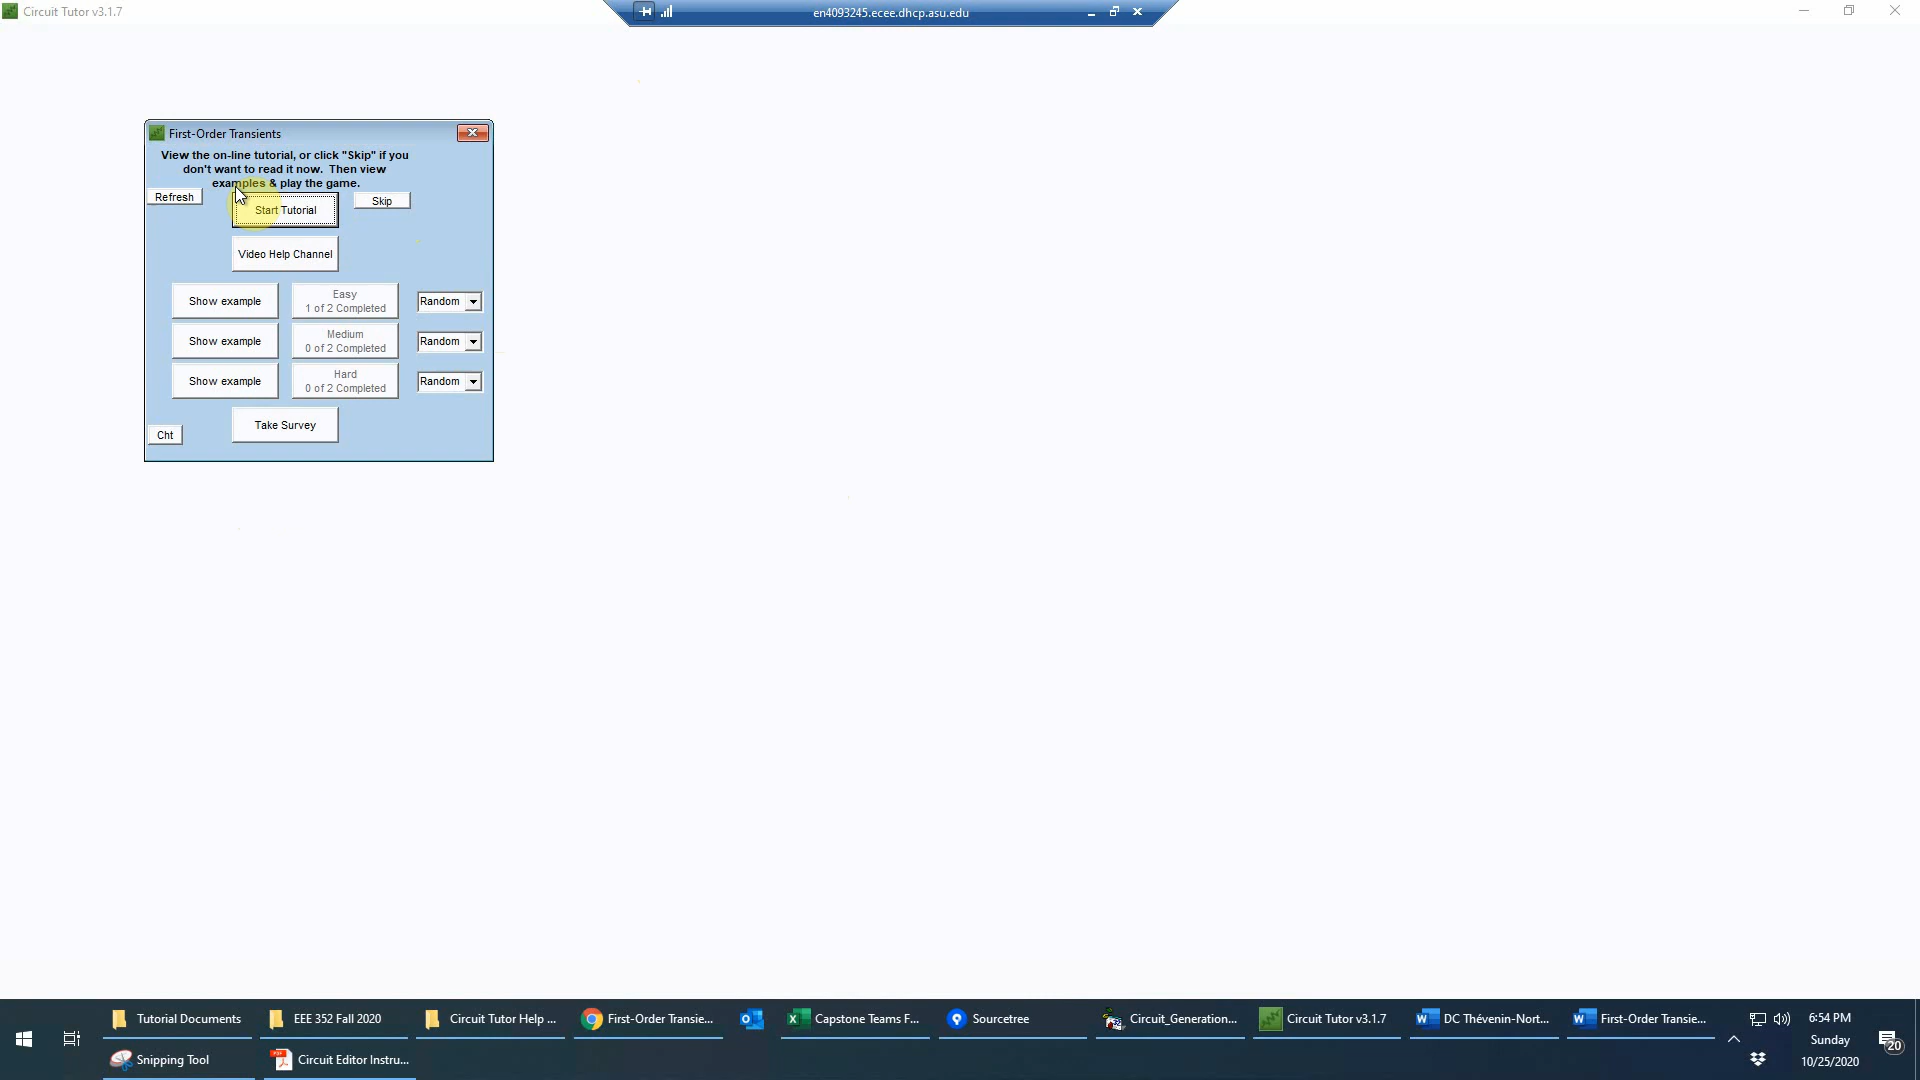 Circuit Tutor v3.1.7
en4093245.ecee.dhcp.asu.edu
First-Order Transients
View the on-line tutorial, or click "Skip" if you
don't want to read it now. Then view
examples & play the game.
Refresh
Start Tutorial
Skip
Video Help Channel
Show example
Easy
1 of 2 Completed
Random
Show example
Medium
0 of 2 Completed
Random
Show example
Hard
0 of 2 Completed
Random
Take Survey
Cht
Tutorial Documents
EEE 352 Fall 2020
Circuit Tutor Help ...
First-Order Transie...
Capstone Teams F...
Sourcetree
Circuit_Generation...
Circuit Tutor v3.1.7
DC Thévenin-Nort...
First-Order Transie...
6:54 PM
Sunday
10/25/2020
20
Snipping Tool
Circuit Editor Instru...